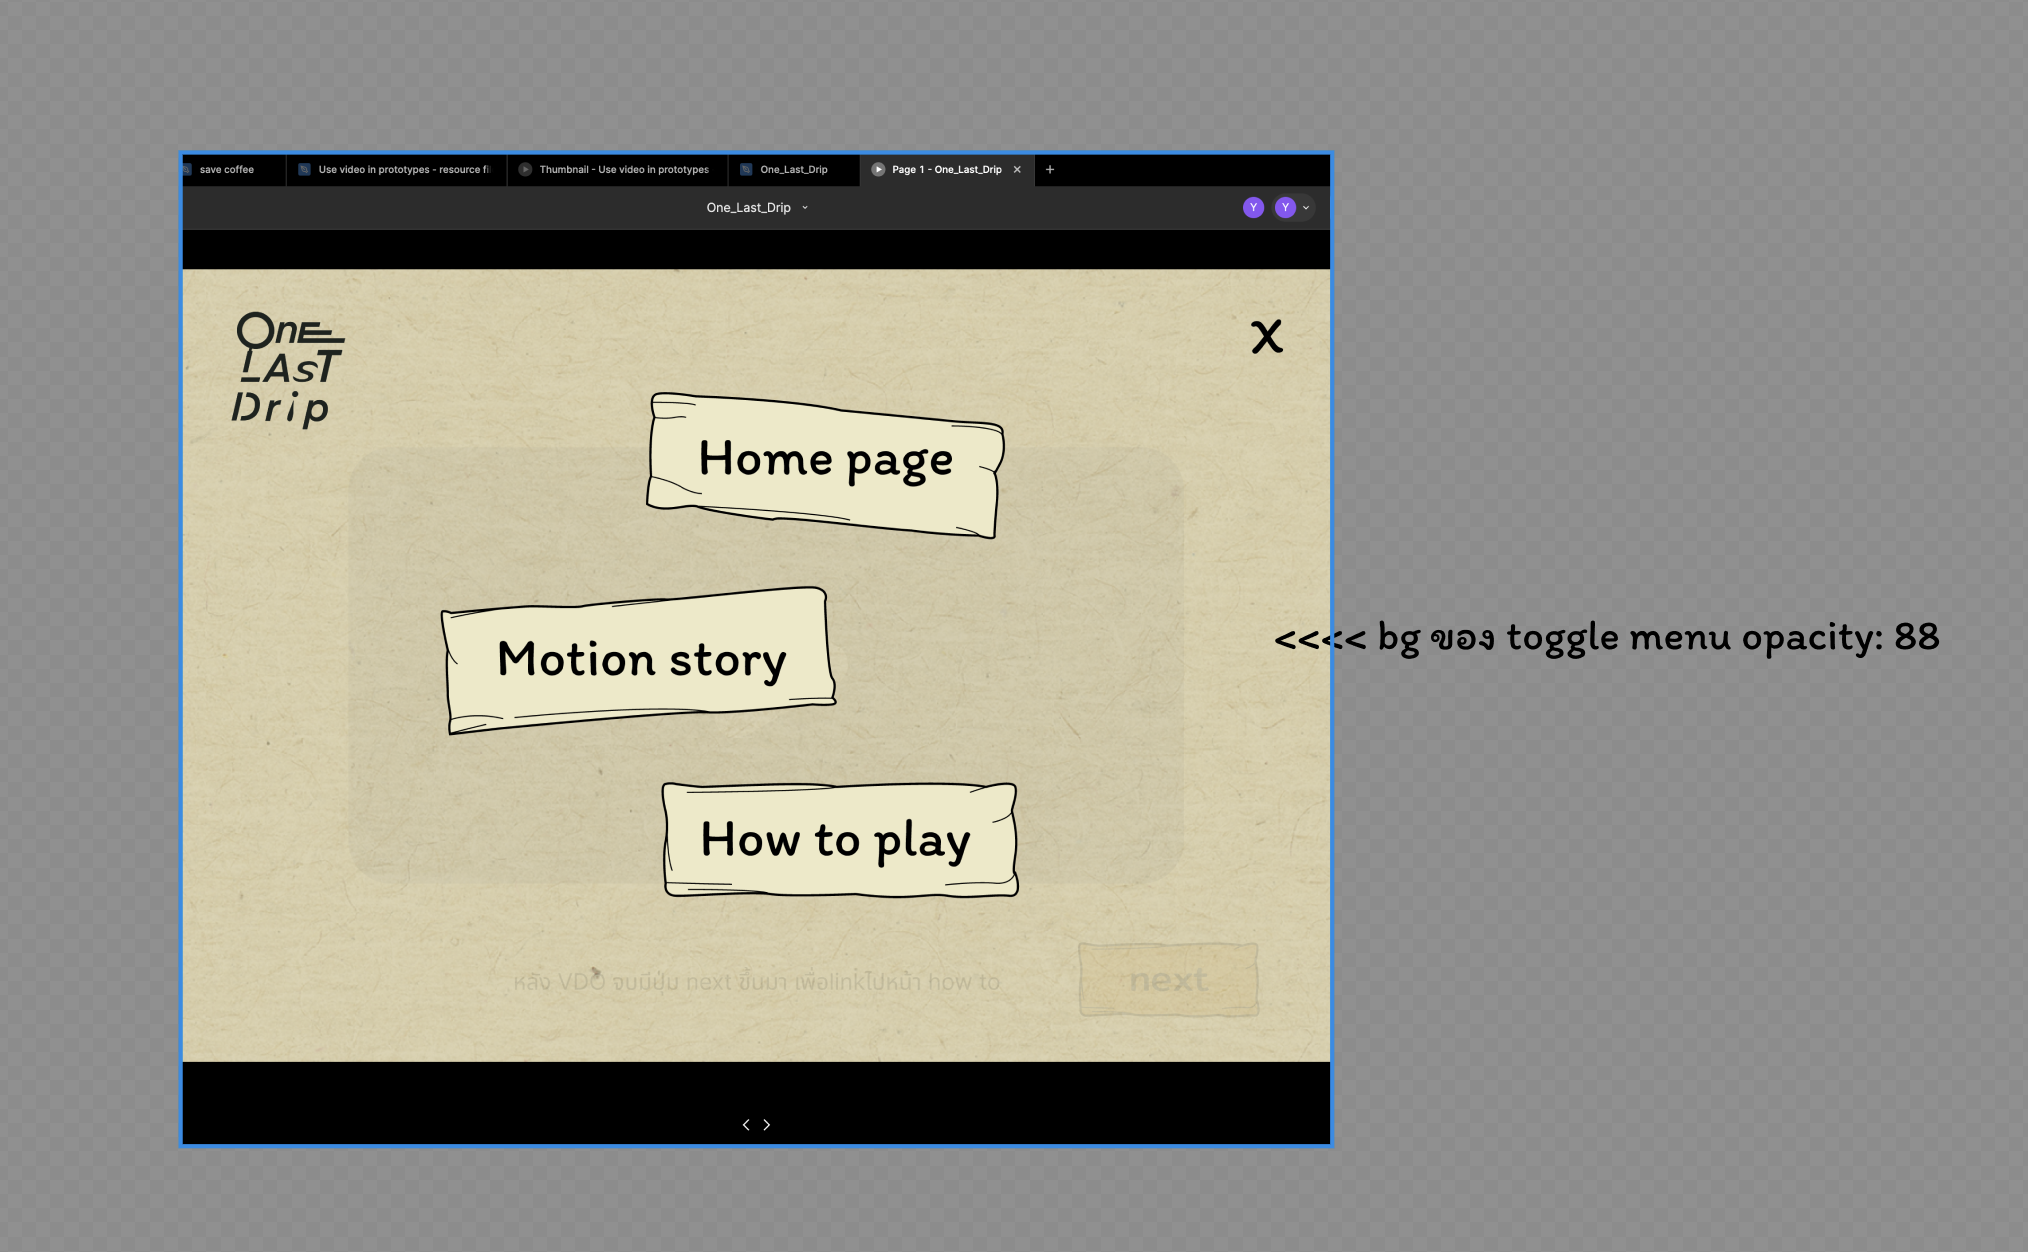 save coffee
Use video in prototypes - resource fi
Thumbnail - Use video in prototypes
One_Last_Drip
Page 1 - One_Last_Drip
One_Last_Drip
Y
Y
One
LAsT
Drip
X
Home page
Motion story
<<<< bg ของ toggle menu opacity: 88
How to play
หลัง VDO จบมีปุ่ม next ขึ้นมา เพื่อlinkไปหน้า how to
next